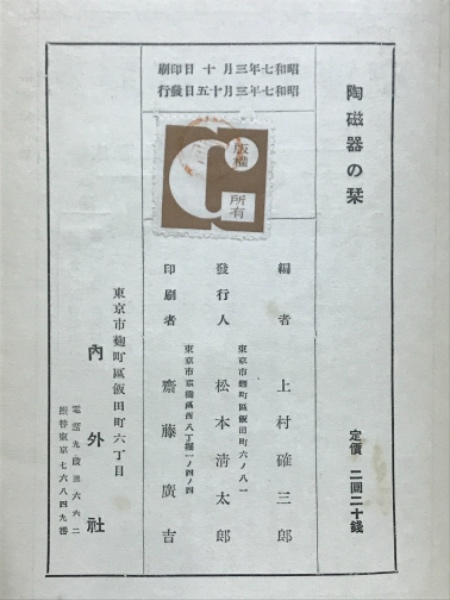 昭和七年三月十日印刷
昭和七年三月十五日發行
版權
所有
陶磁器の栞
定價 二圓二十錢
編者 上村確三郎
東京市麹町區飯田町六ノ八一
發行人 松本清太郎
東京市京橋區西八丁堀一ノ四ノ四
印刷者 齋藤廣吉
東京市麹町區飯田町六丁目
內外社
電話九段三六六二
振替東京七六八四九番